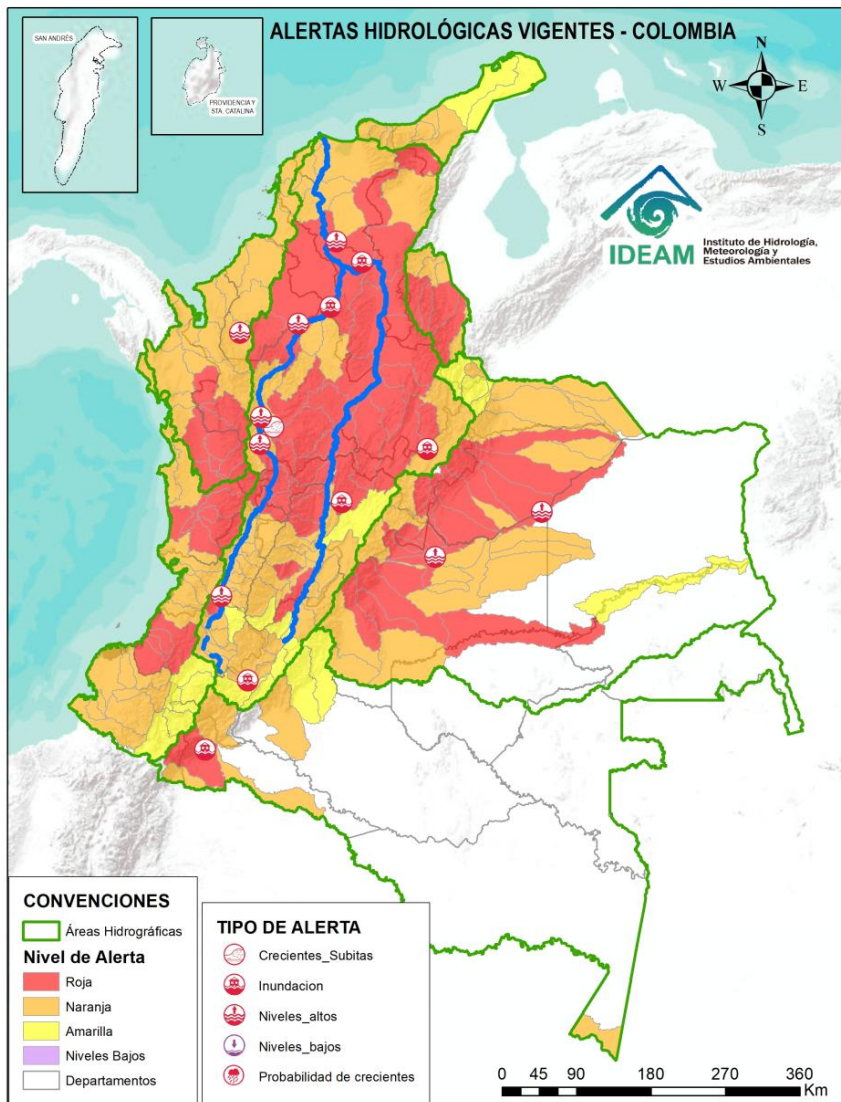 ALERTAS HIDROLÓGICAS VIGENTES - COLOMBIA
SAN ANDRÉS
PROVIDENCIA Y
STA. CATALINA
N
W
E
S
IDEAM
Instituto de Hidrología,
Meteorología y
Estudios Ambientales
CONVENCIONES
Áreas Hidrográficas
Nivel de Alerta
Roja
Naranja
Amarilla
Niveles Bajos
Departamentos
TIPO DE ALERTA
Crecientes_Subitas
Inundacion
Niveles_altos
Niveles_bajos
Probabilidad de crecientes
0 45 90 180 270 360
Km